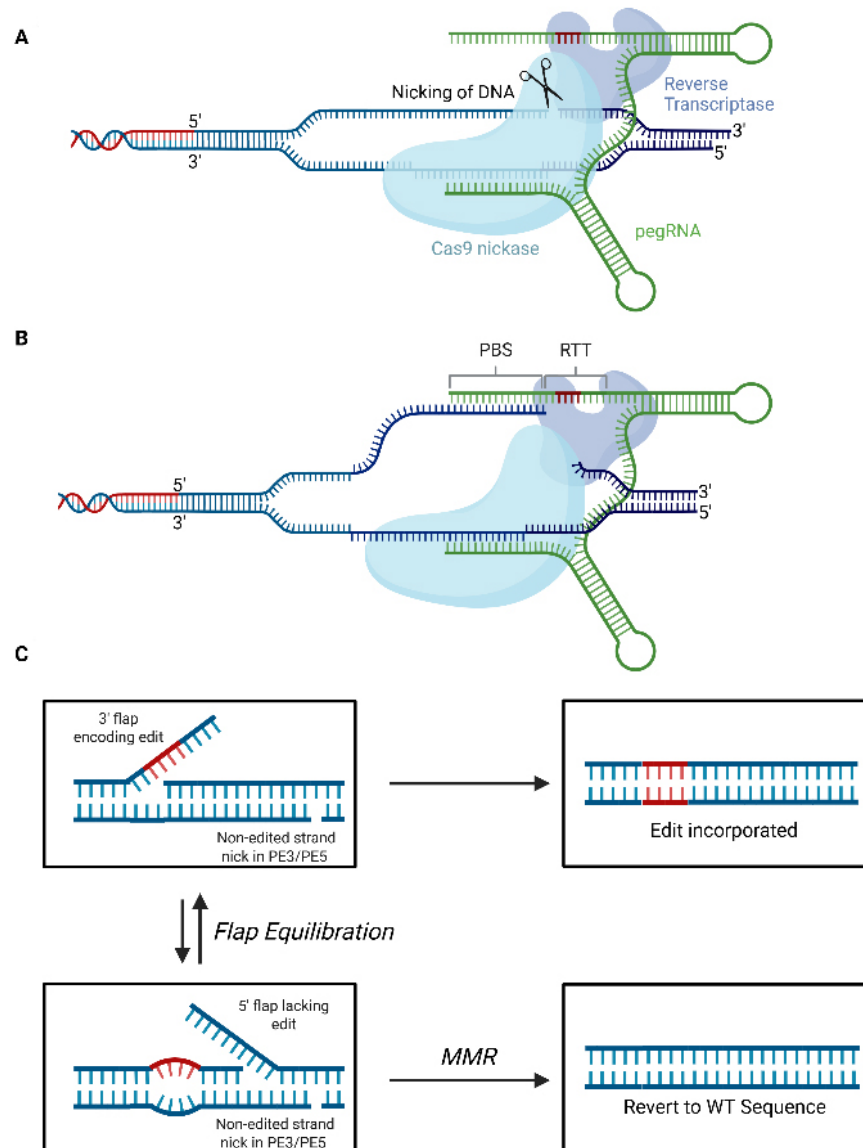 A
Nicking of DNA
Reverse
Transcriptase
5'
3'
3'
5'
Cas9 nickase
pegRNA
B
PBS
RTT
5'
3'
3'
5'
C
3' flap
encoding edit
Non-edited strand
nick in PE3/PE5
Edit incorporated
Flap Equilibration
5' flap lacking
edit
Non-edited strand
nick in PE3/PE5
MMR
Revert to WT Sequence